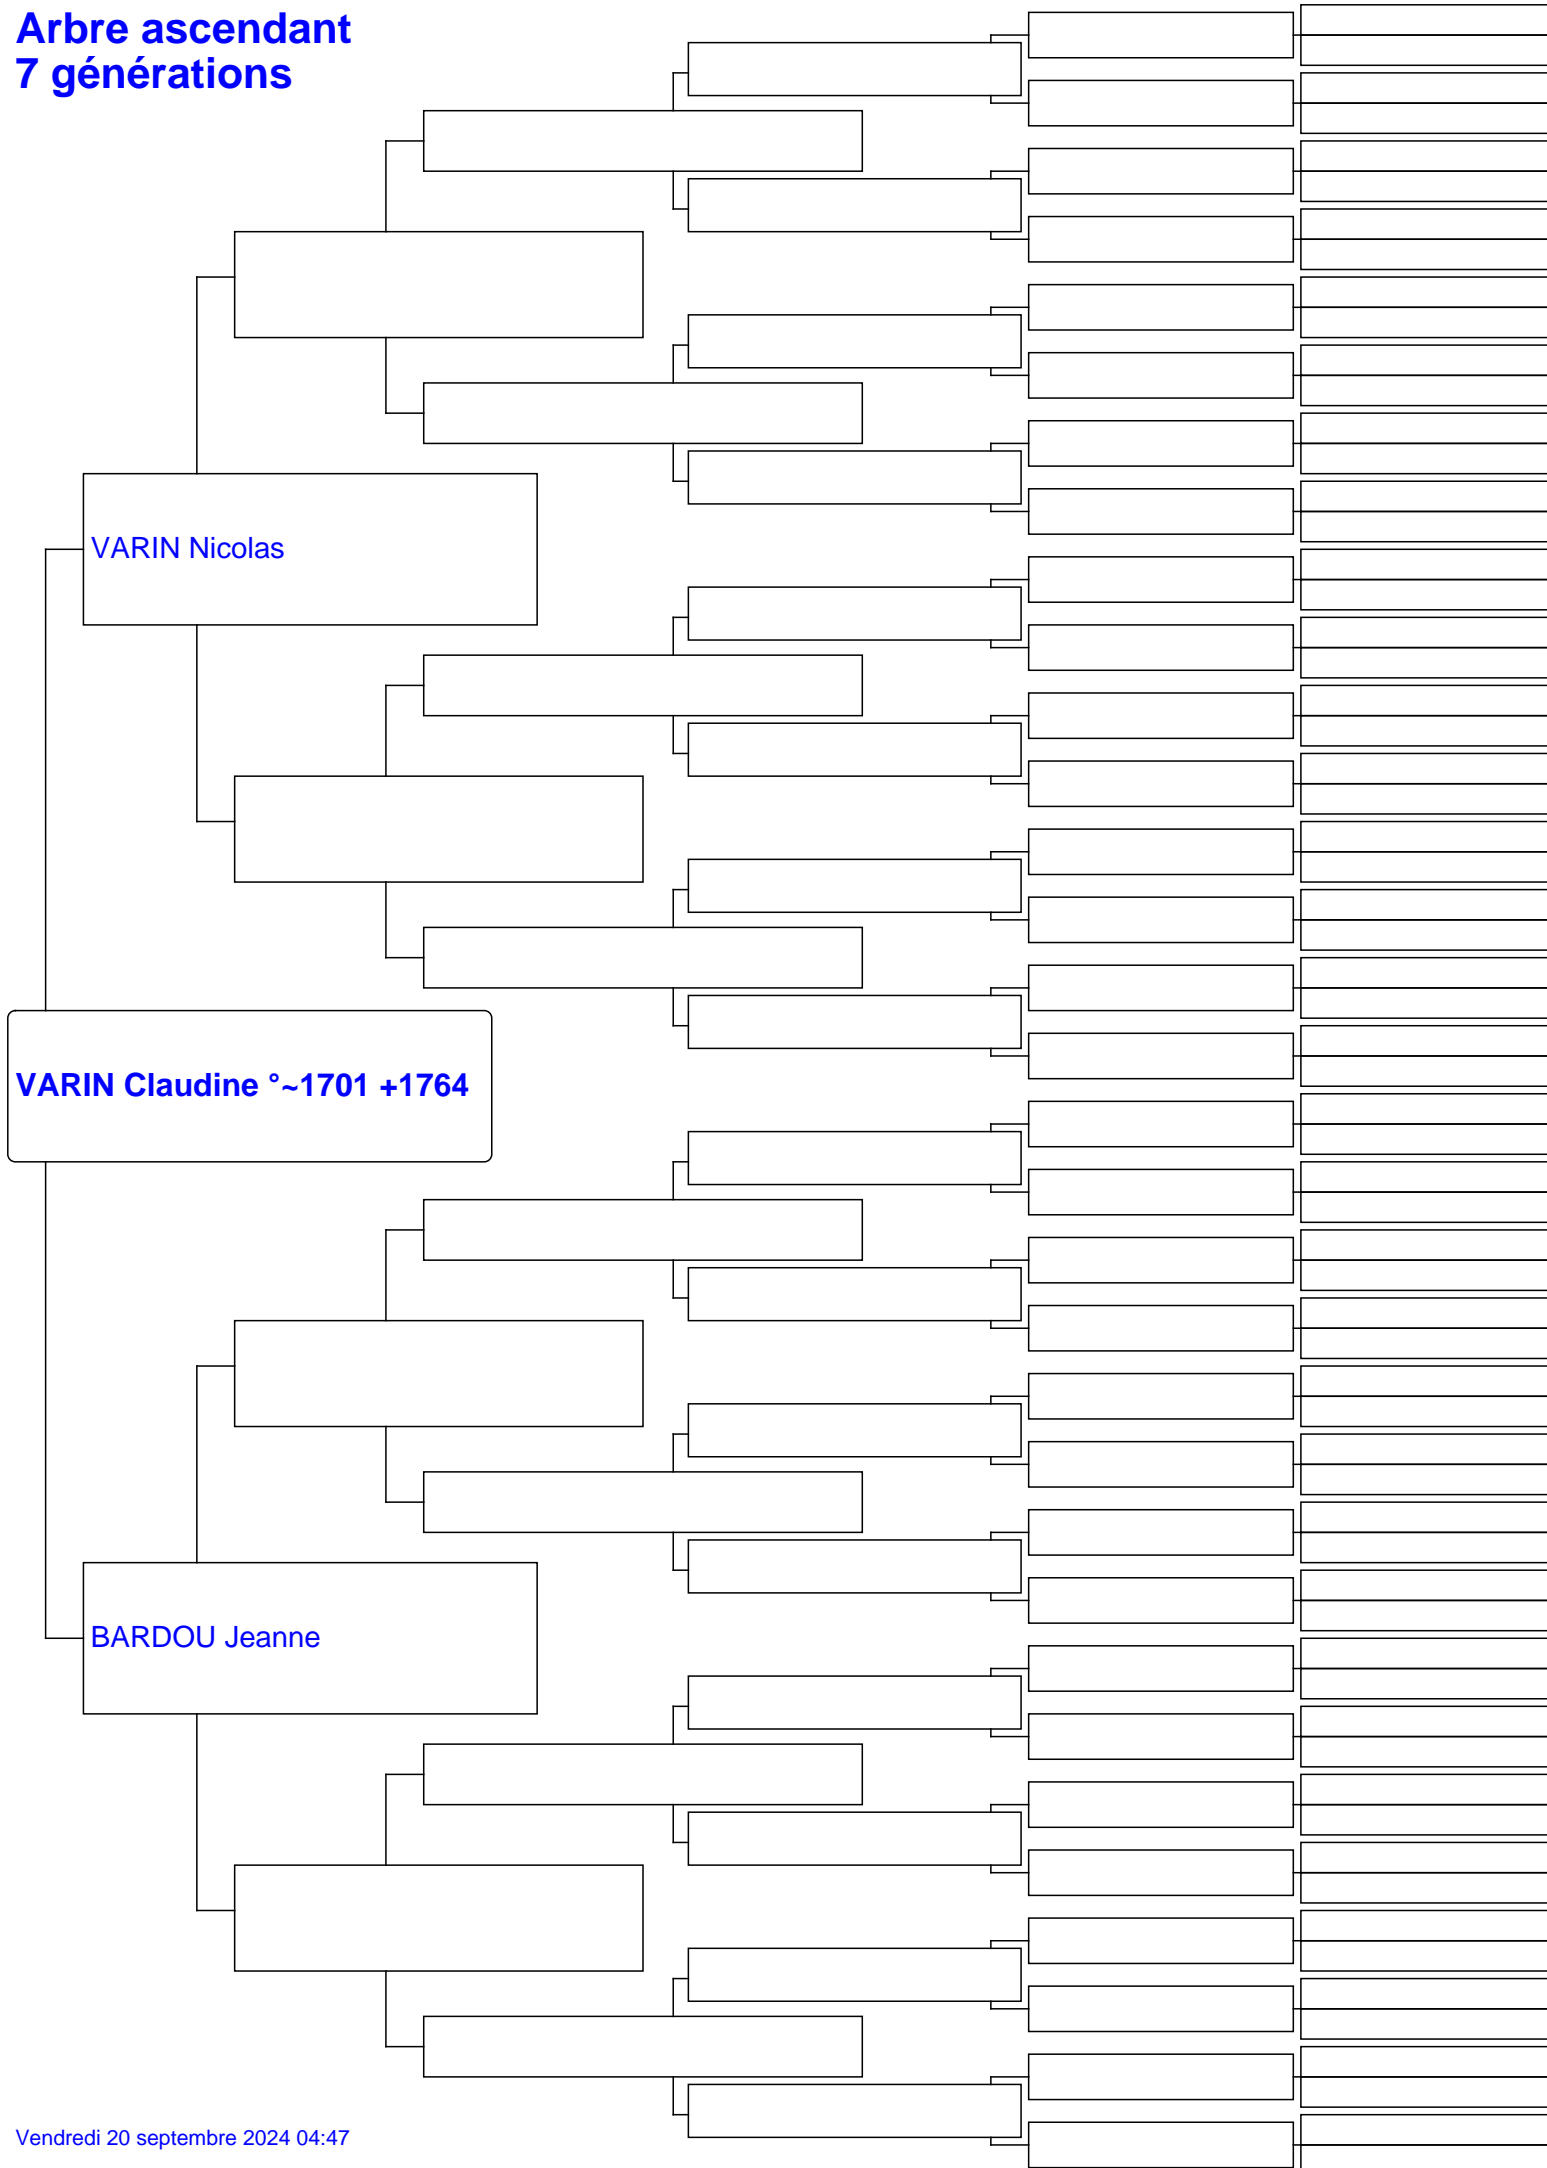 Arbre ascendant
7 générations
VARIN Nicolas
VARIN Claudine °~1701 +1764
BARDOU Jeanne
Vendredi 20 septembre 2024 04:47